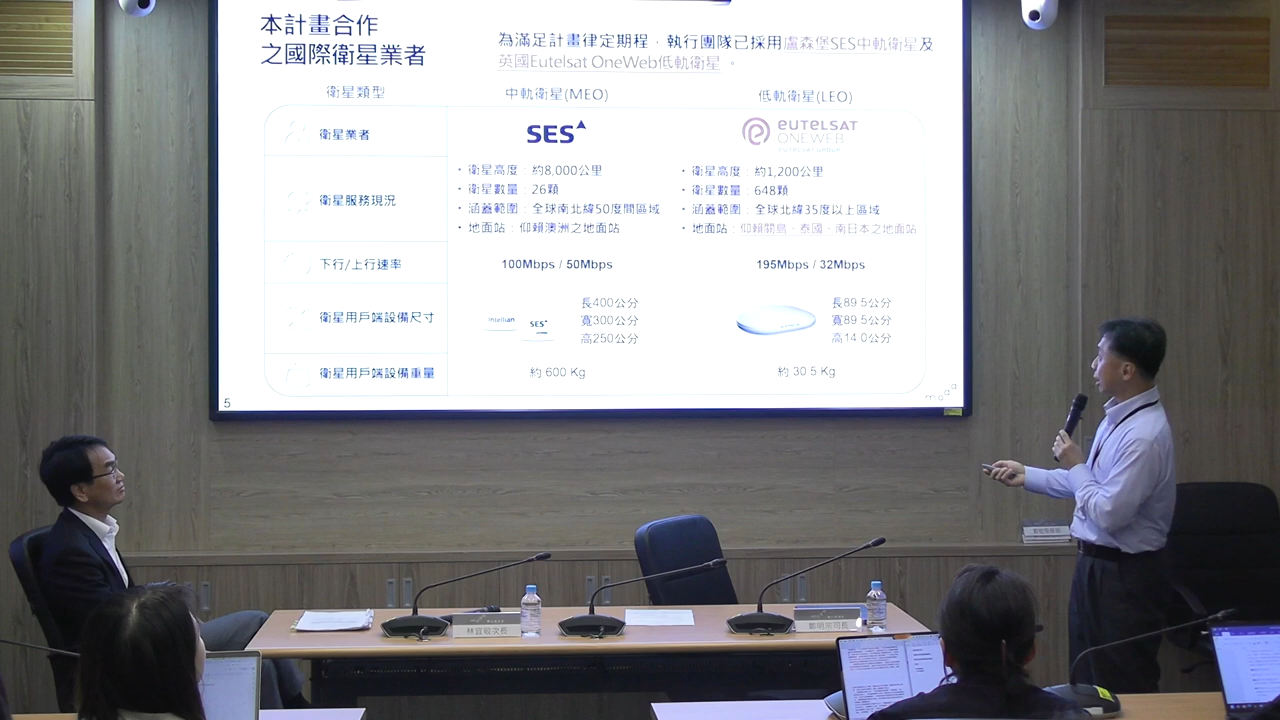 本計畫合作
之國際衛星業者
為滿足計畫律定期程，執行團隊已採用盧森堡SES中軌衛星及
英國Eutelsat OneWeb低軌衛星。
衛星類型
中軌衛星(MEO)
低軌衛星(LEO)
衛星業者
SES
eutelsat
ONEWEB
EUTELSAT GROUP
衛星服務現況
• 衛星高度：約8,000公里
• 衛星數量：26顆
• 涵蓋範圍：全球南北緯50度間區域
• 地面站：仰賴澳洲之地面站
• 衛星高度：約1,200公里
• 衛星數量：648顆
• 涵蓋範圍：全球北緯35度以上區域
• 地面站：仰賴關島、泰國、南日本之地面站
下行/上行速率
100Mbps / 50Mbps
195Mbps / 32Mbps
衛星用戶端設備尺寸
intellian
SES
長400公分
寬300公分
高250公分
長89.5公分
寬89.5公分
高14.0公分
衛星用戶端設備重量
約 600 Kg
約 30.5 Kg
5
moda
林宜敬次長
鄭明宗司長